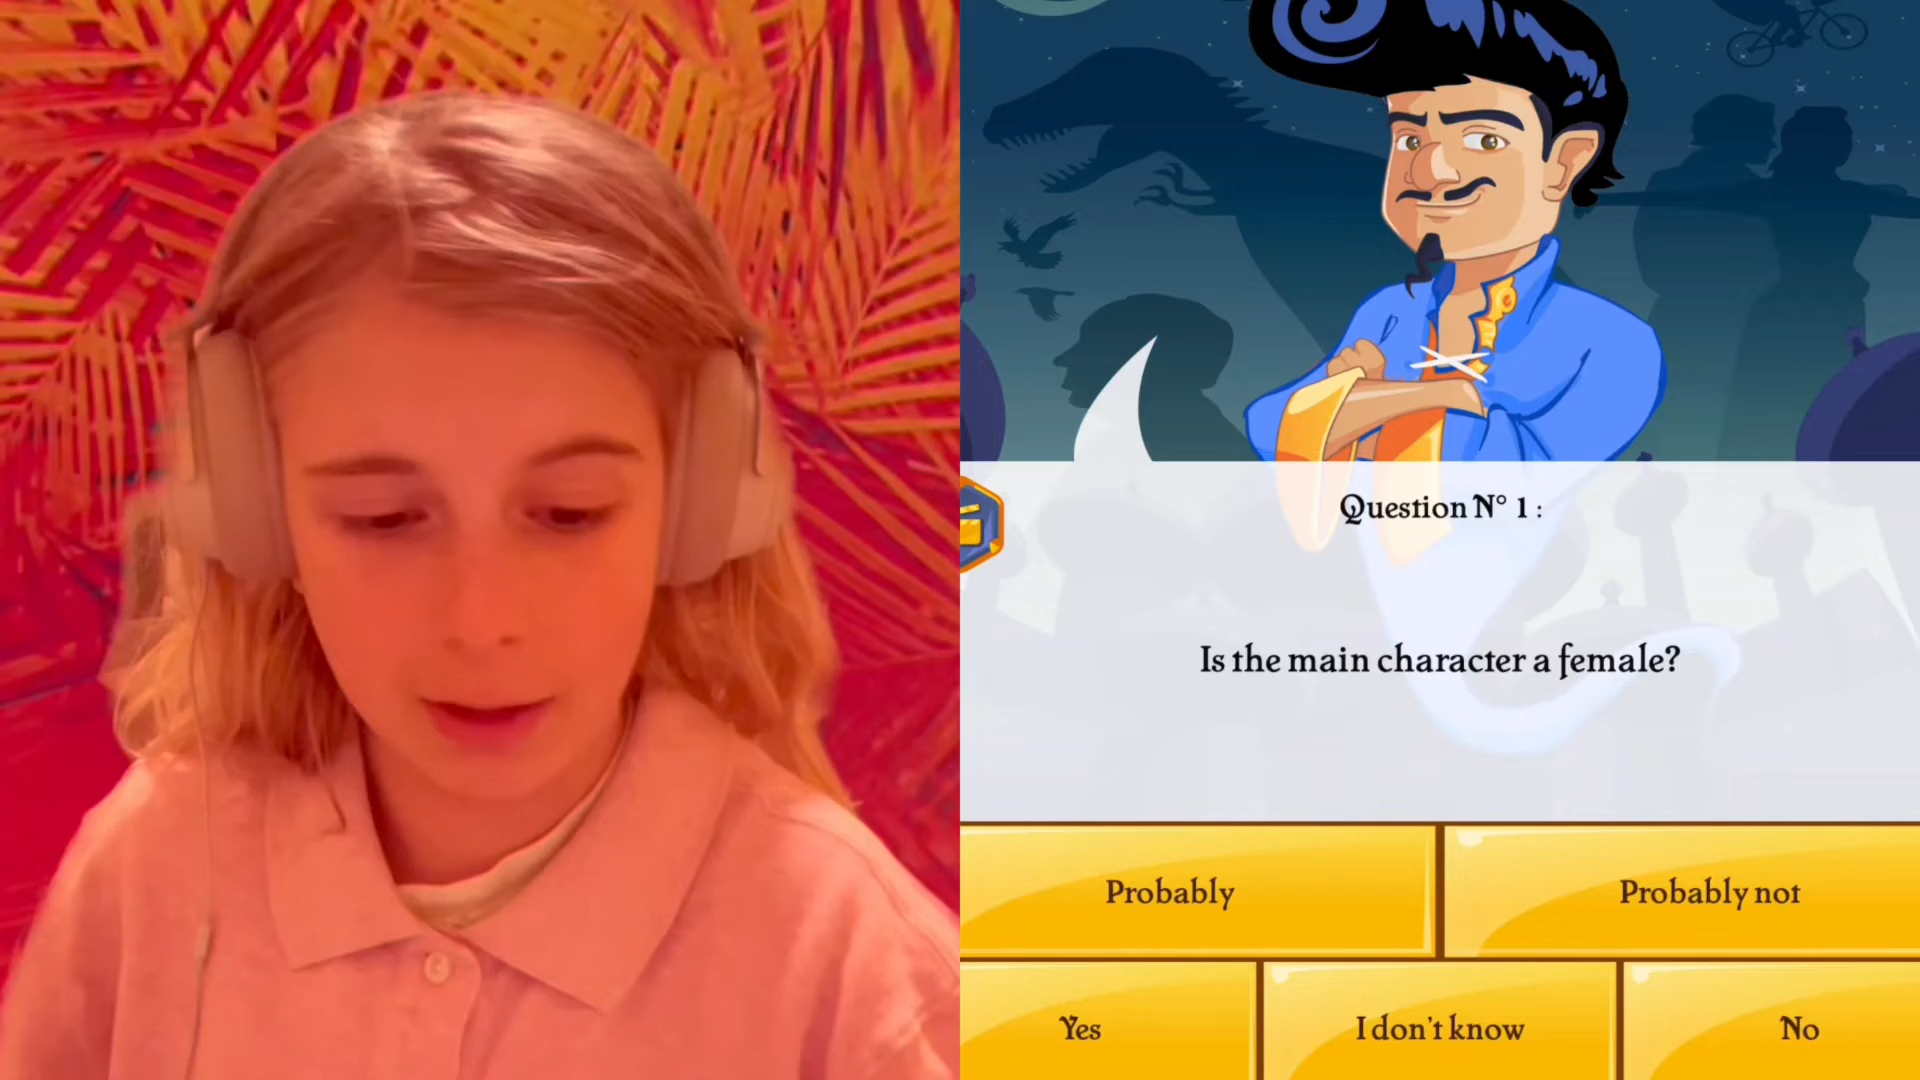 Question N° 1 :
Is the main character a female?
Probably
Probably not
Yes
I don't know
No